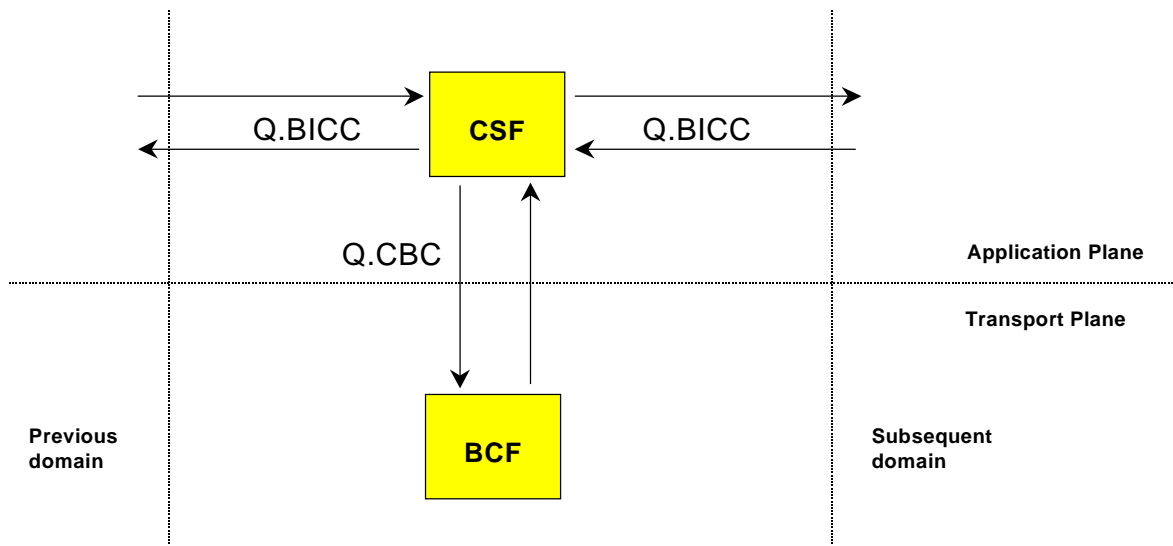 CSF
Q.BICC
Q.BICC
Q.CBC
Application Plane
Transport Plane
Previous
domain
BCF
Subsequent
domain